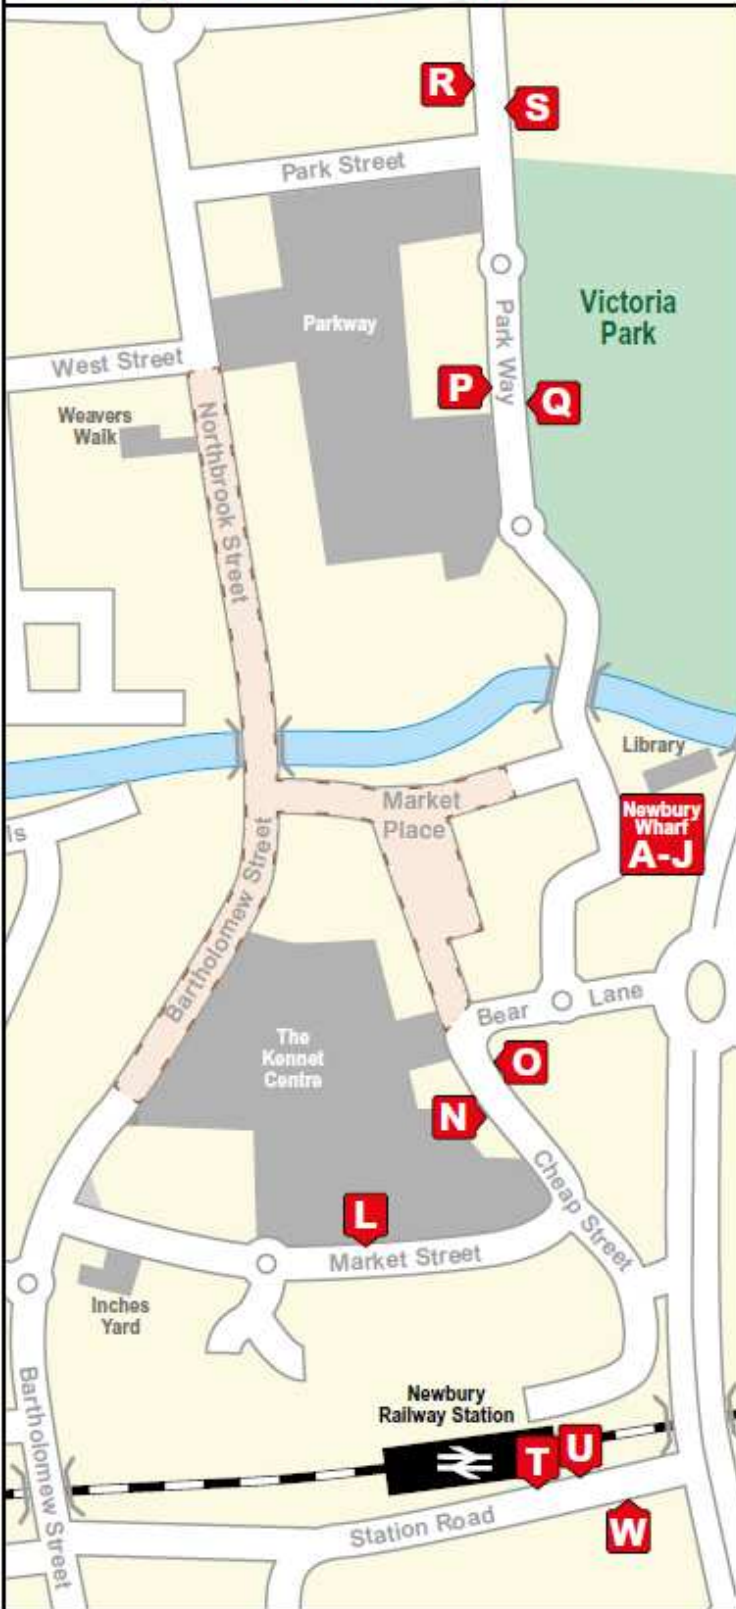 R
S
Park Street
Victoria
Park
Parkway
Park Way
West Street
P
Q
Weavers
Walk
Northbrook Street
Library
Market
Place
Newbury
Wharf
A-J
ls
Bartholomew Street
Bear Lane
The
Kennet
Centre
O
N
Cheap Street
L
Market Street
Inches
Yard
Bartholomew Street
Newbury
Railway Station
T
U
Station Road
W